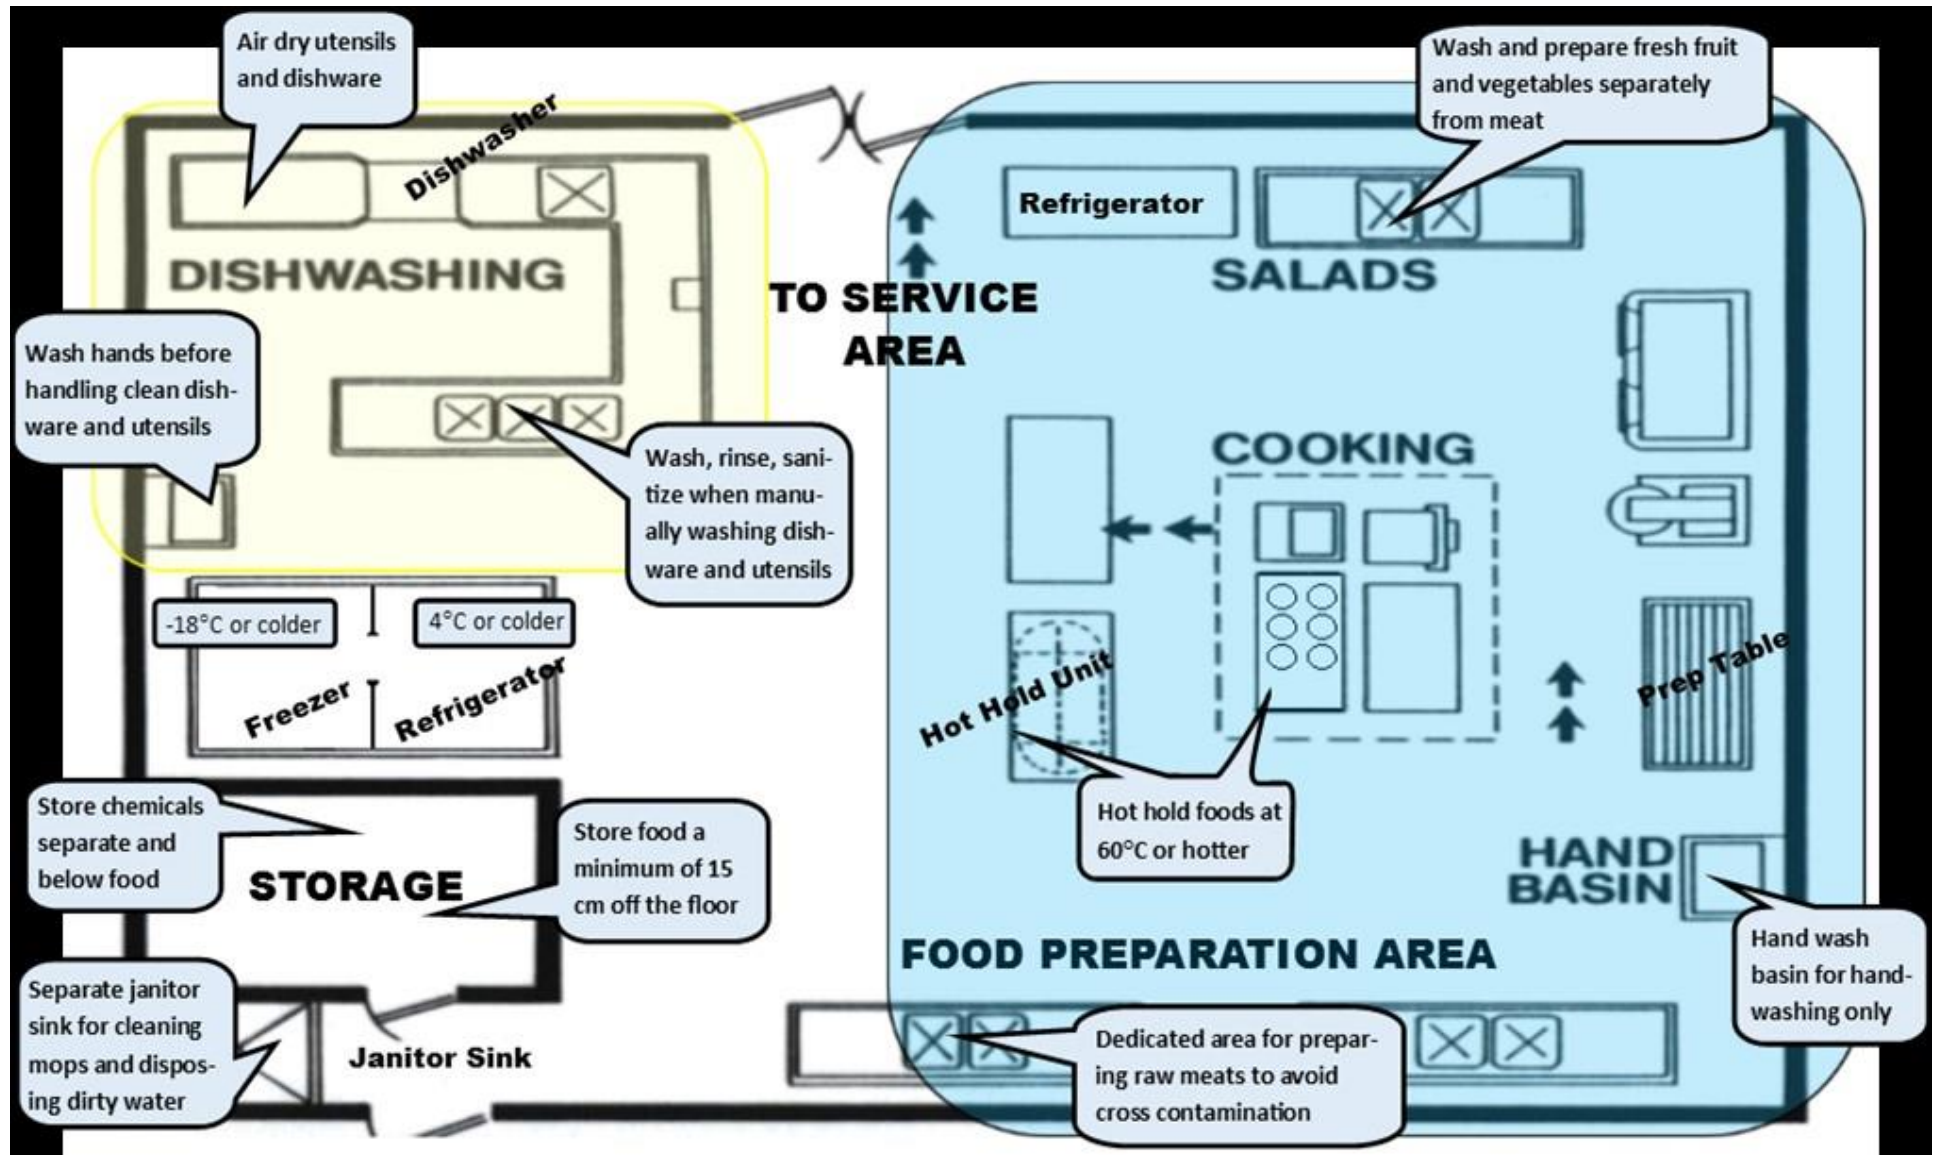 Air dry utensils
and dishware
Wash and prepare fresh fruit
and vegetables separately
from meat
Dishwasher
DISHWASHING
Refrigerator
SALADS
TO SERVICE
AREA
Wash hands before
handling clean dish-
ware and utensils
Wash, rinse, sani-
tize when manu-
ally washing dish-
ware and utensils
COOKING
-18°C or colder
4°C or colder
Freezer
Refrigerator
Hot Hold Unit
Prep Table
Hot hold foods at
60°C or hotter
Store chemicals
separate and
below food
STORAGE
Store food a
minimum of 15
cm off the floor
HAND
BASIN
Hand wash
basin for hand-
washing only
FOOD PREPARATION AREA
Separate janitor
sink for cleaning
mops and dispos-
ing dirty water
Janitor Sink
Dedicated area for prepar-
ing raw meats to avoid
cross contamination